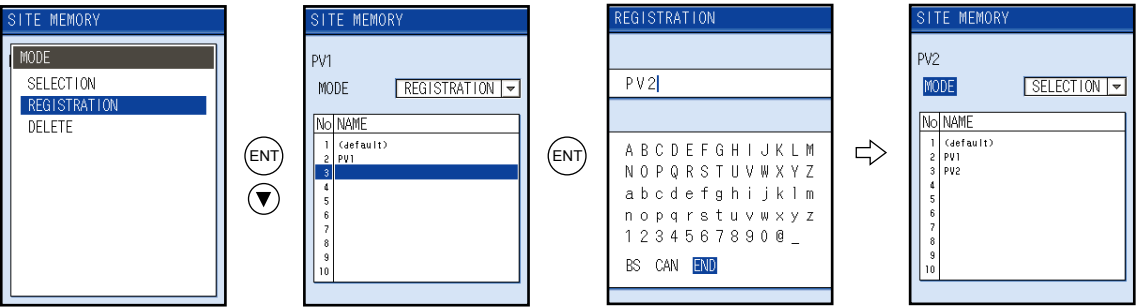 SITE MEMORY
MODE
SELECTION
REGISTRATION
DELETE
ENT
▼
SITE MEMORY
PV1
MODE REGISTRATION
No NAME
1 (default)
2 PV1
3
4
5
6
7
8
9
10
ENT
REGISTRATION
PV2
A B C D E F G H I J K L M
N O P Q R S T U V W X Y Z
a b c d e f g h i j k l m
n o p q r s t u v w x y z
1 2 3 4 5 6 7 8 9 0 @ _
BS CAN END
SITE MEMORY
PV2
MODE SELECTION
No NAME
1 (default)
2 PV1
3 PV2
4
5
6
7
8
9
10